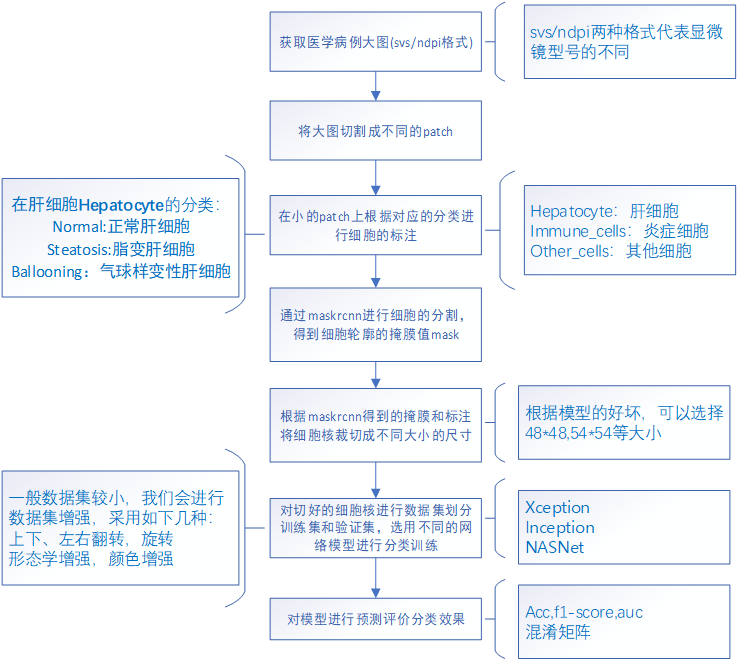 获取医学病例大图(svs/ndpi格式)
svs/ndpi两种格式代表显微
镜型号的不同
将大图切割成不同的patch
在肝细胞Hepatocyte的分类：
Normal:正常肝细胞
Steatosis:脂变肝细胞
Ballooning：气球样变性肝细胞
在小的patch上根据对应的分类进
行细胞的标注
Hepatocyte：肝细胞
Immune_cells：炎症细胞
Other_cells：其他细胞
通过maskrcnn进行细胞的分割，
得到细胞轮廓的掩膜值mask
根据maskrcnn得到的掩膜和标注
将细胞核裁切成不同大小的尺寸
根据模型的好坏，可以选择
48*48,54*54等大小
一般数据集较小，我们会进行
数据集增强，采用如下几种：
上下、左右翻转，旋转
形态学增强，颜色增强
对切好的细胞核进行数据集划分
训练集和验证集，选用不同的网
络模型进行分类训练
Xception
Inception
NASNet
对模型进行预测评价分类效果
Acc,f1-score,auc
混淆矩阵